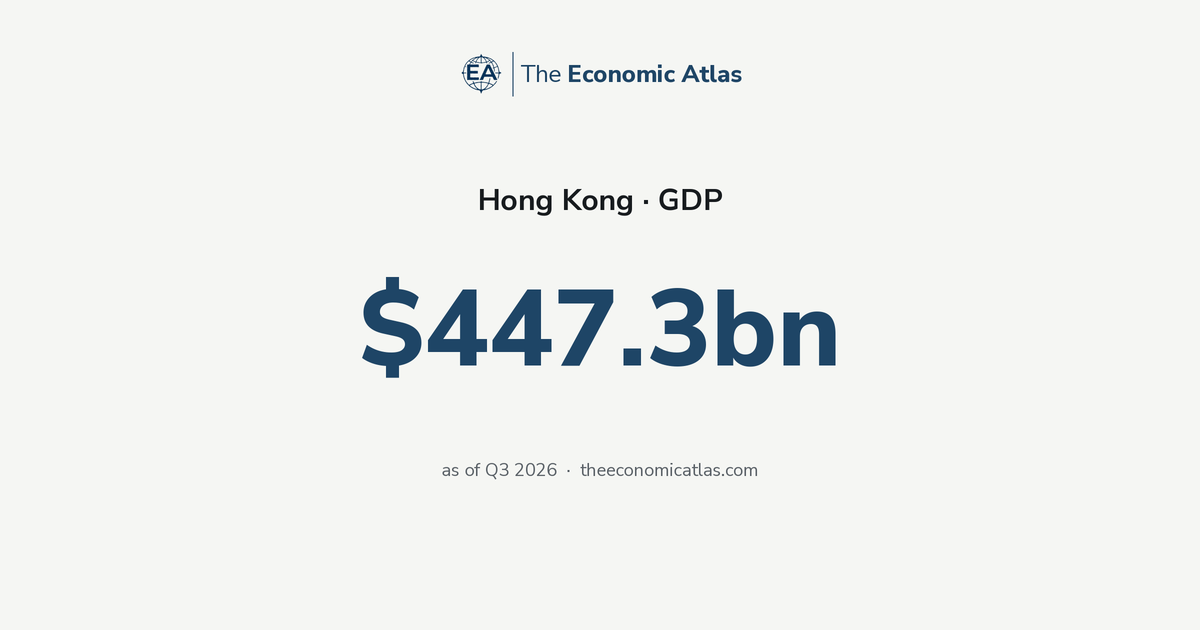 EA The Economic Atlas
Hong Kong · GDP
$447.3bn
as of Q3 2026 · theeconomicatlas.com